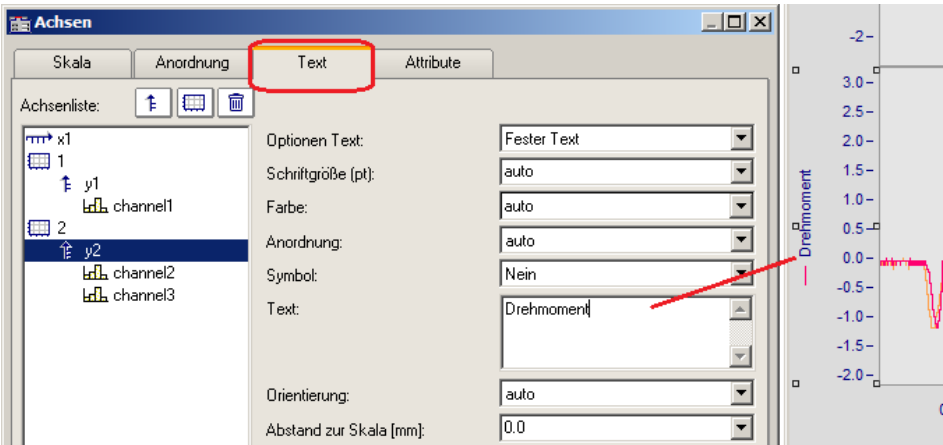 Achsen
Skala
Anordnung
Text
Attribute
Achsenliste:
x1
1
y1
channel1
2
y2
channel2
channel3
Optionen Text: Fester Text
Schriftgröße (pt): auto
Farbe: auto
Anordnung: auto
Symbol: Nein
Text: Drehmoment
Orientierung: auto
Abstand zur Skala [mm]: 0.0
Drehmoment
-2
3.0
2.5
2.0
1.5
1.0
0.5
0.0
-0.5
-1.0
-1.5
-2.0